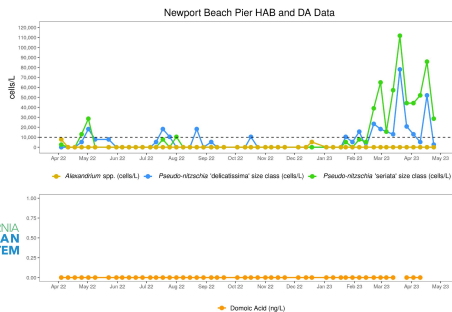 Newport Beach Pier HAB and DA Data
120,000
110,000
100,000
90,000
80,000
70,000
60,000
50,000
40,000
30,000
20,000
10,000
0
cells/L
Apr 22 May 22 Jun 22 Jul 22 Aug 22 Sep 22 Oct 22 Nov 22 Dec 22 Jan 23 Feb 23 Mar 23 Apr 23 May 23
Alexandrium spp. (cells/L) Pseudo-nitzschia 'delicatissima' size class (cells/L) Pseudo-nitzschia 'seriata' size class (cells/L)
1.00
0.75
0.50
0.25
0.00
RNIA
AN
TEM
Apr 22 May 22 Jun 22 Jul 22 Aug 22 Sep 22 Oct 22 Nov 22 Dec 22 Jan 23 Feb 23 Mar 23 Apr 23 May 23
Domoic Acid (ng/L)